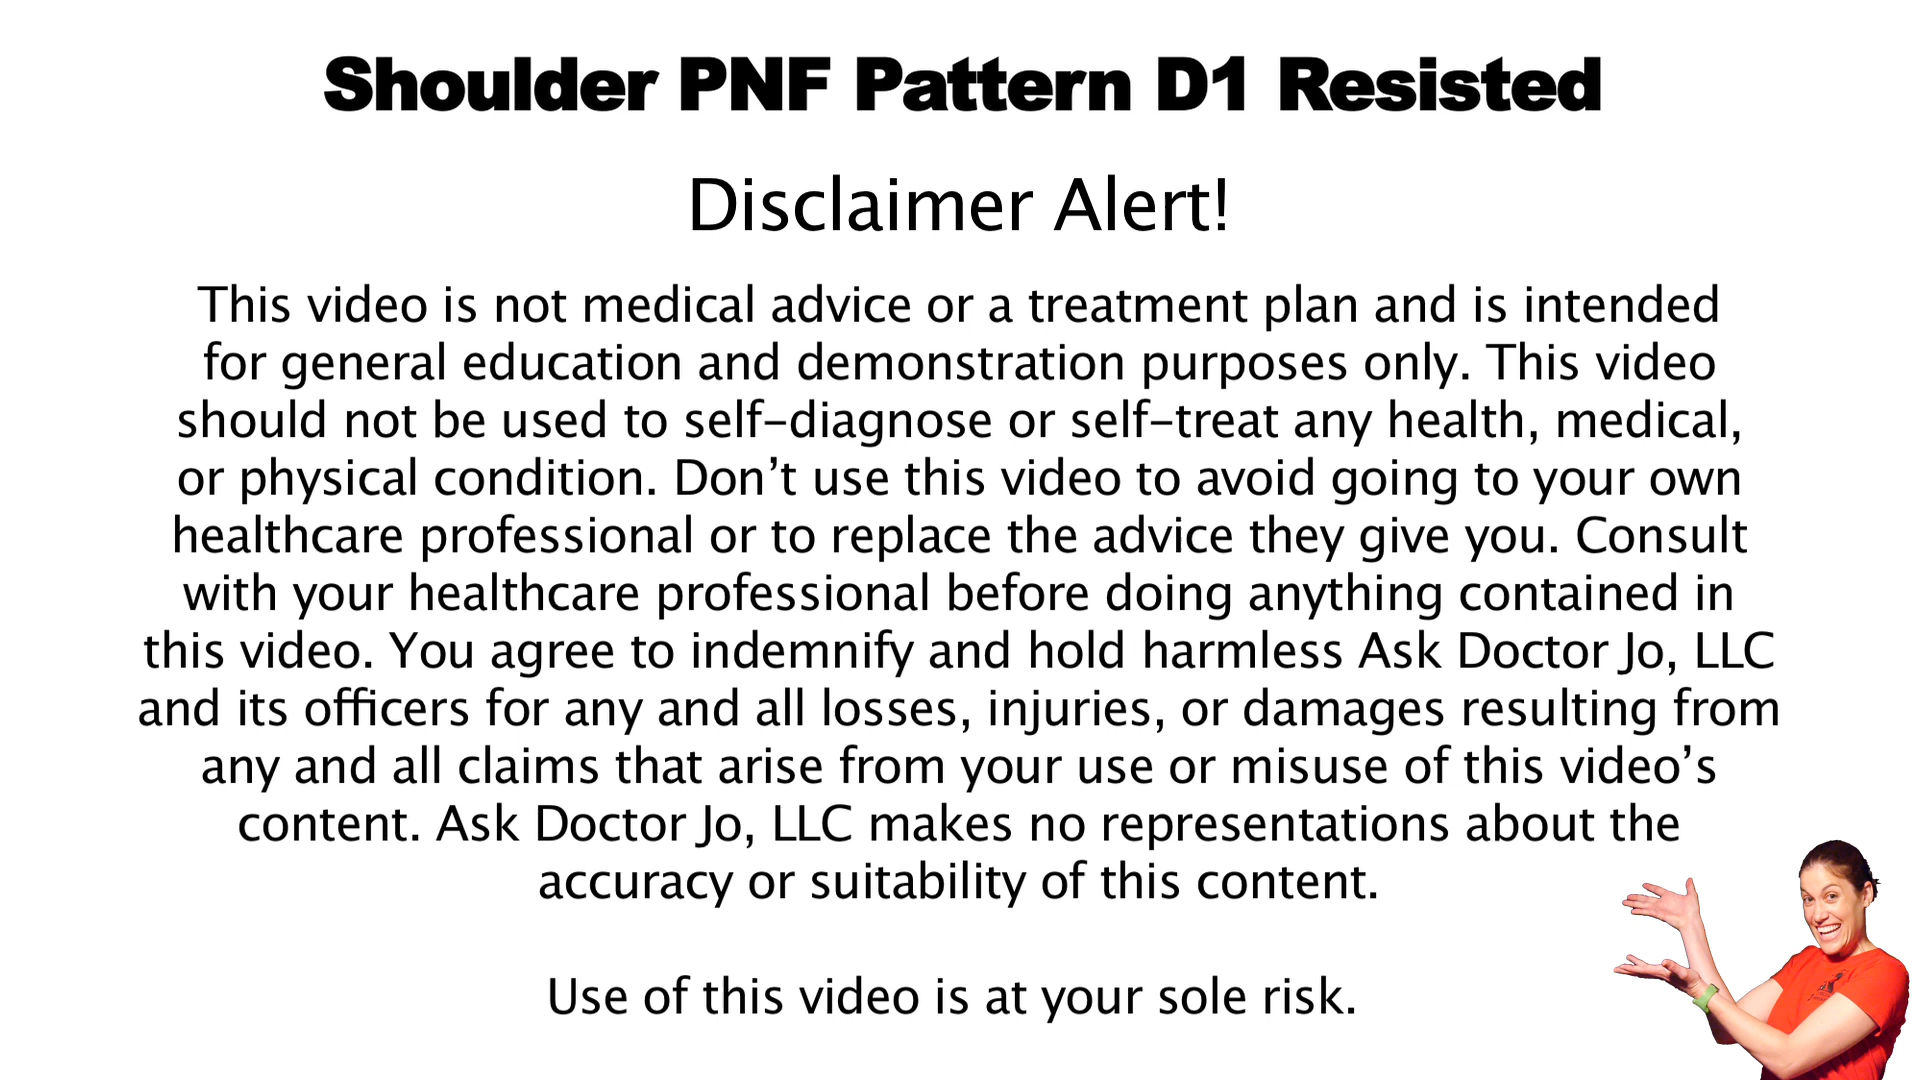 Shoulder PNF Pattern D1 Resisted
Disclaimer Alert!
This video is not medical advice or a treatment plan and is intended
for general education and demonstration purposes only. This video
should not be used to self-diagnose or self-treat any health, medical,
or physical condition. Don’t use this video to avoid going to your own
healthcare professional or to replace the advice they give you. Consult
with your healthcare professional before doing anything contained in
this video. You agree to indemnify and hold harmless Ask Doctor Jo, LLC
and its officers for any and all losses, injuries, or damages resulting from
any and all claims that arise from your use or misuse of this video’s
content. Ask Doctor Jo, LLC makes no representations about the
accuracy or suitability of this content.
Use of this video is at your sole risk.